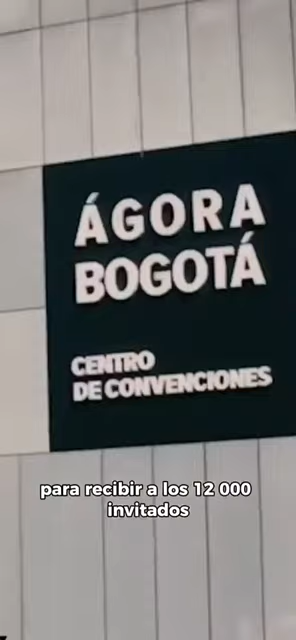 ÁGORA
BOGOTÁ
CENTRO
DE CONVENCIONES
para recibir a los 12 000
invitados